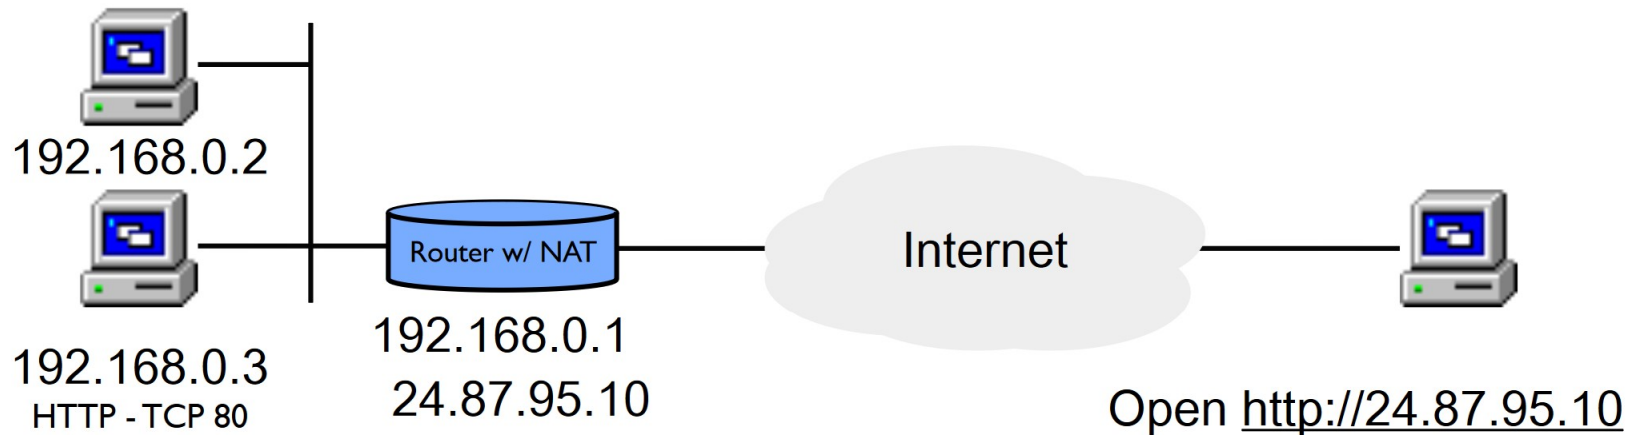 192.168.0.2
192.168.0.3
HTTP - TCP 80
Router w/ NAT
192.168.0.1
24.87.95.10
Internet
Open http://24.87.95.10